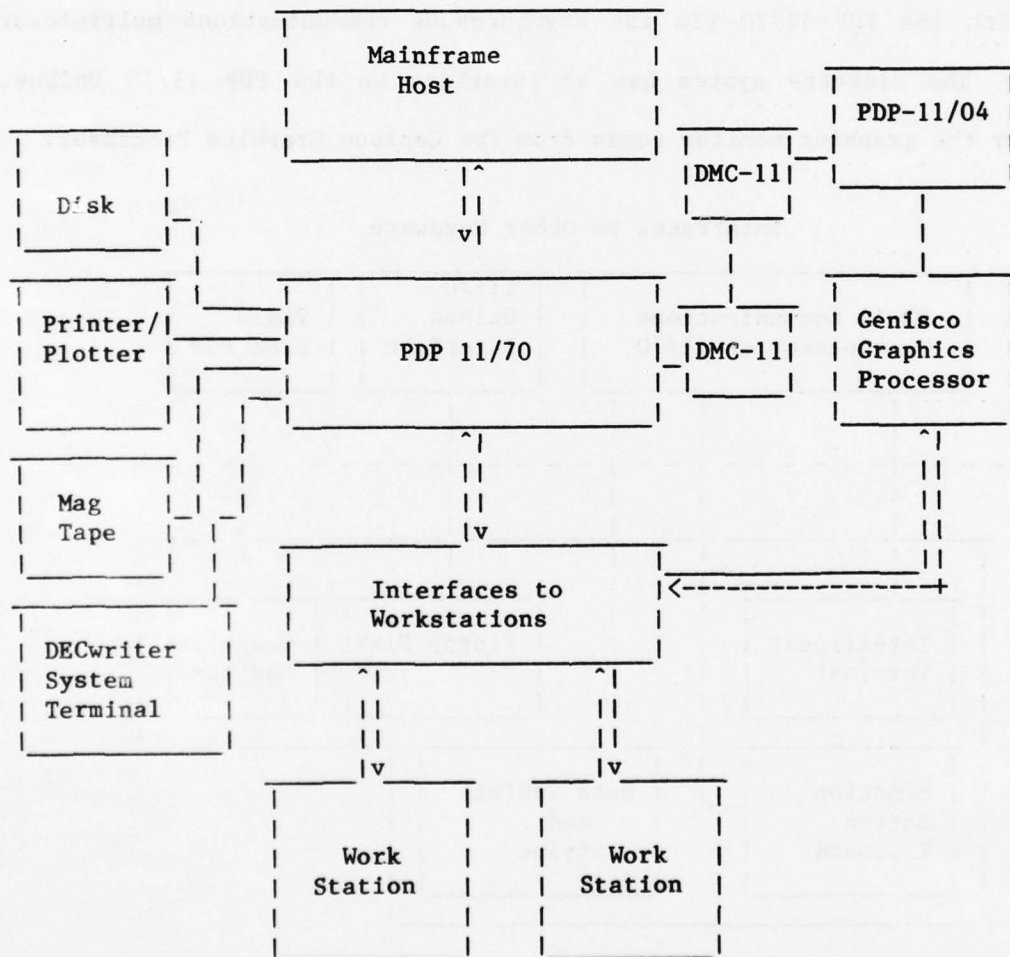 Mainframe
Host
PDP-11/04
DMC-11
Disk
Printer/
Plotter
PDP 11/70
DMC-11
Genisco
Graphics
Processor
Mag
Tape
Interfaces to
Workstations
DECwriter
System
Terminal
Work
Station
Work
Station